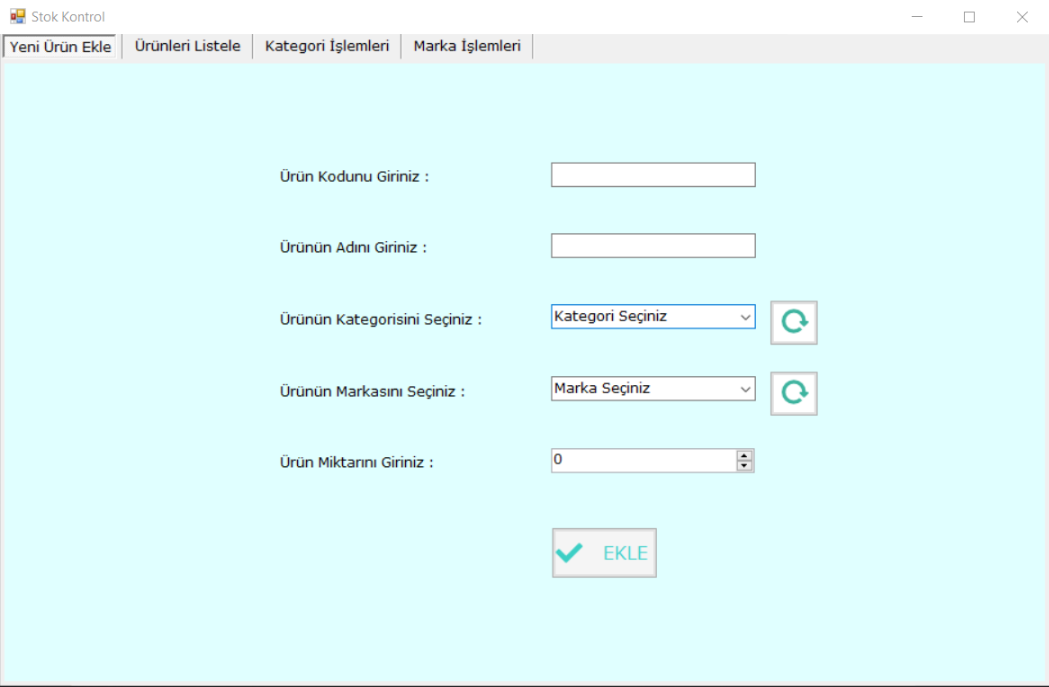 Stok Kontrol
Yeni Ürün Ekle Ürünleri Listele Kategori İşlemleri Marka İşlemleri
Ürün Kodunu Giriniz :
Ürünün Adını Giriniz :
Ürünün Kategorisini Seçiniz : Kategori Seçiniz
Ürünün Markasını Seçiniz : Marka Seçiniz
Ürün Miktarını Giriniz : 0
EKLE